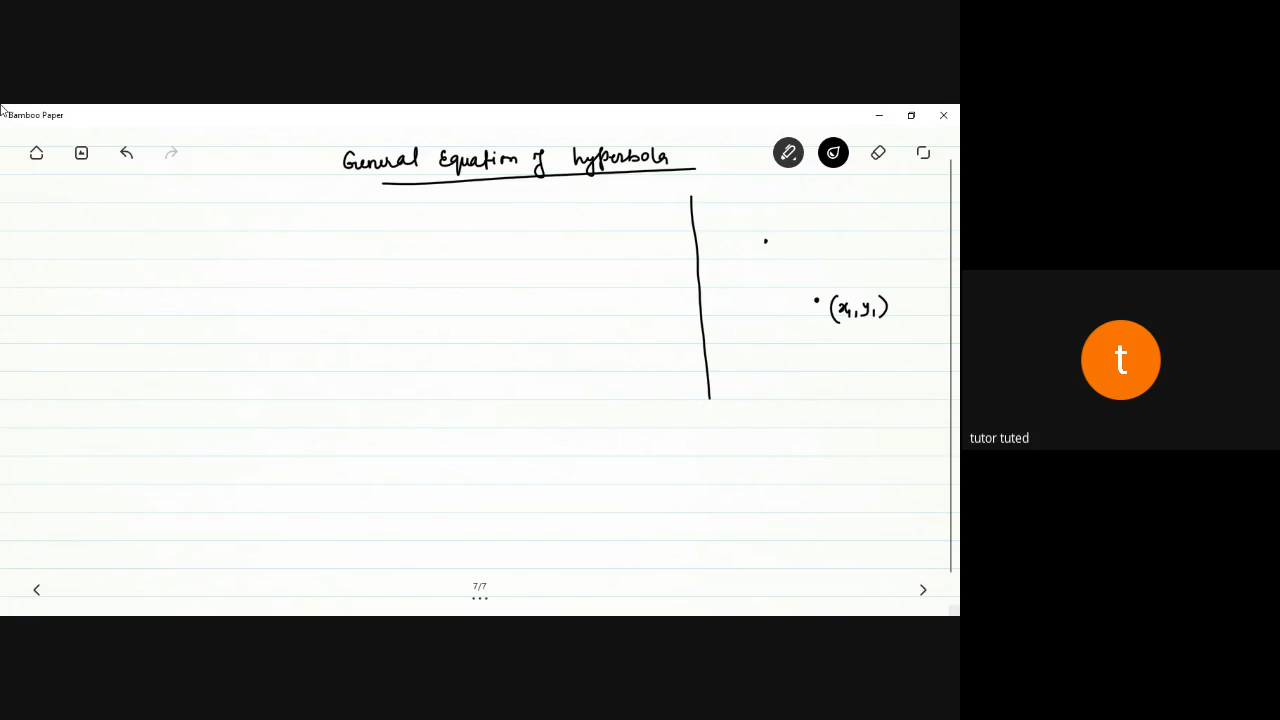 Bamboo Paper
General Equation of hyperbola
(x₁, y₁)
t
tutor tuted
7/7